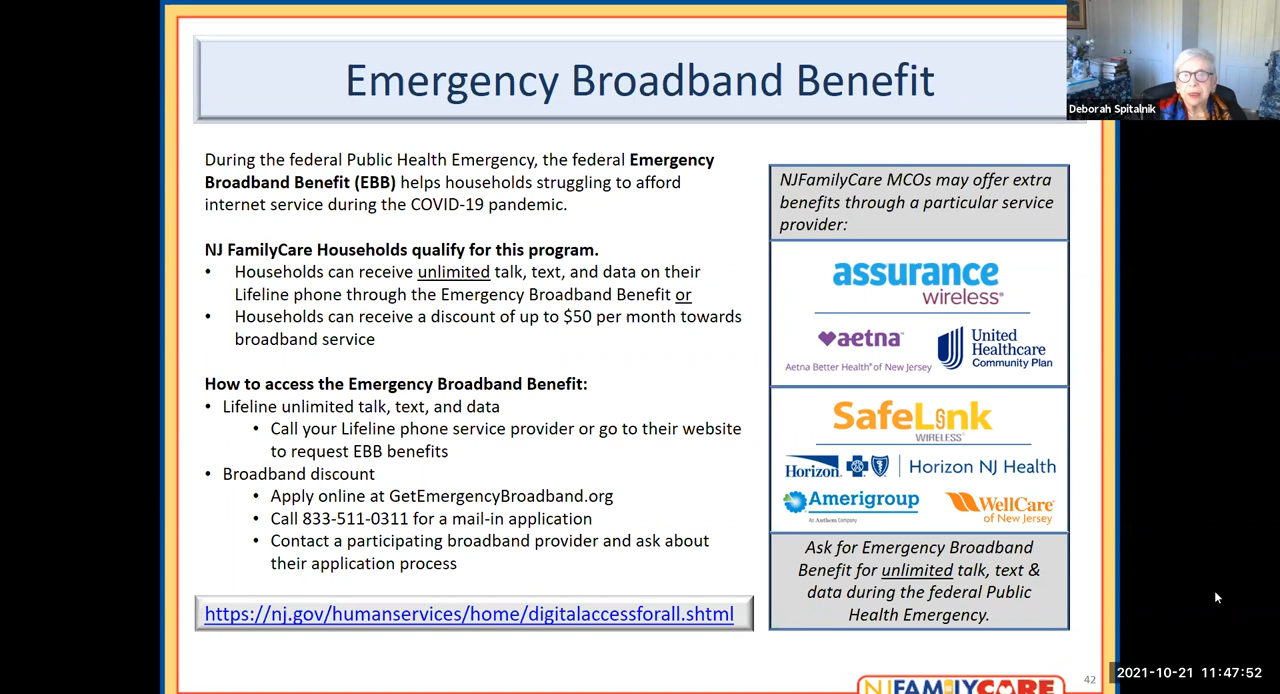 Emergency Broadband Benefit
Deborah Spitalnik
During the federal Public Health Emergency, the federal Emergency
Broadband Benefit (EBB) helps households struggling to afford
internet service during the COVID-19 pandemic.
NJ FamilyCare Households qualify for this program.
• Households can receive unlimited talk, text, and data on their
Lifeline phone through the Emergency Broadband Benefit or
• Households can receive a discount of up to $50 per month towards
broadband service
How to access the Emergency Broadband Benefit:
• Lifeline unlimited talk, text, and data
• Call your Lifeline phone service provider or go to their website
to request EBB benefits
• Broadband discount
• Apply online at GetEmergencyBroadband.org
• Call 833-511-0311 for a mail-in application
• Contact a participating broadband provider and ask about
their application process
https://nj.gov/humanservices/home/digitalaccessforall.shtml
NJFamilyCare MCOs may offer extra
benefits through a particular service
provider:
assurance
wireless®
aetna™
Aetna Better Health® of New Jersey
United
Healthcare
Community Plan
SafeLink
WIRELESS®
Horizon
Horizon NJ Health
Amerigroup
An Anthem Company
WellCare
of New Jersey
Ask for Emergency Broadband
Benefit for unlimited talk, text &
data during the federal Public
Health Emergency.
NJFAMILYCARE
42
2021-10-21 11:47:52